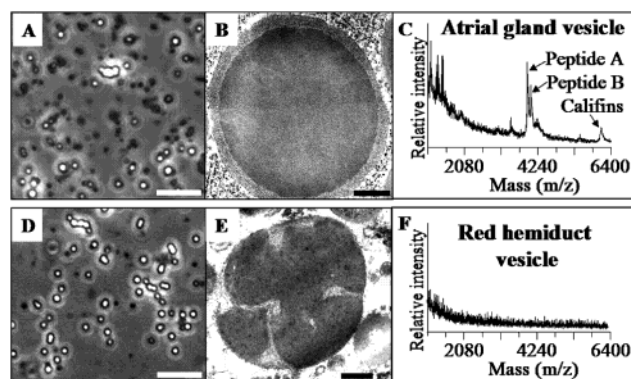 A
B
C
Atrial gland vesicle
Peptide A
Peptide B
Califins
Relative intensity
2080 4240 6400
Mass (m/z)
D
E
F
Red hemiduct
vesicle
Relative intensity
2080 4240 6400
Mass (m/z)